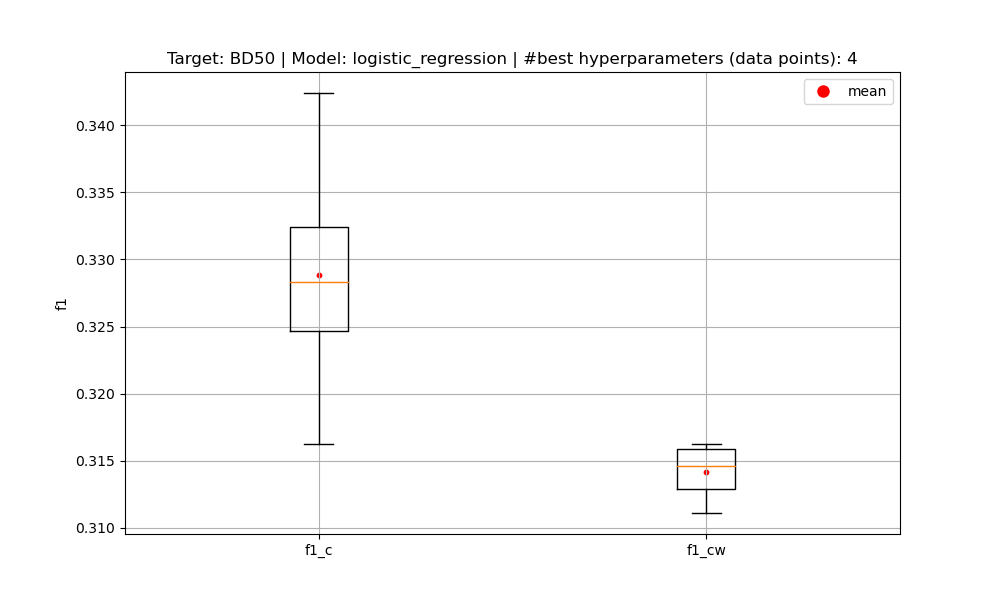 Target: BD50 | Model: logistic_regression | #best hyperparameters (data points): 4
mean
0.340
0.335
0.330
0.325
0.320
0.315
0.310
f1
f1_c
f1_cw